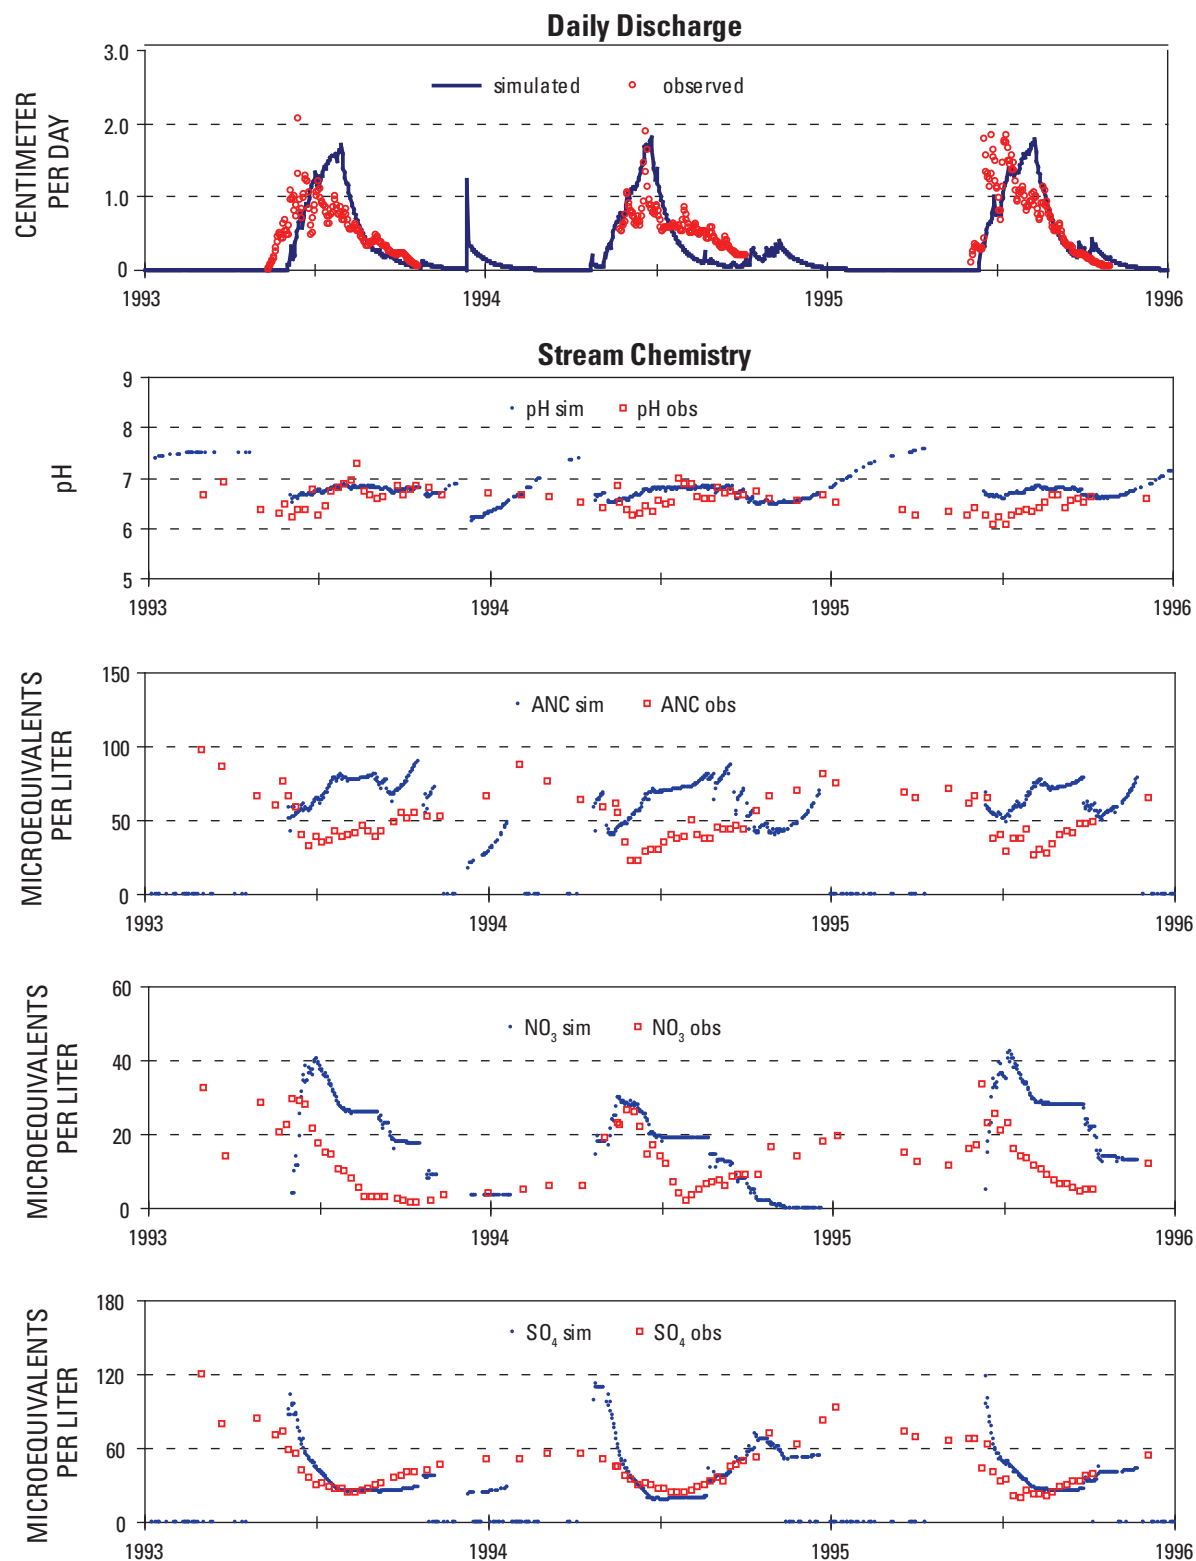 Daily Discharge
CENTIMETER
PER DAY
3.0
2.0
1.0
0
simulated
observed
1993
1994
1995
1996
Stream Chemistry
pH
9
8
7
6
5
pH sim
pH obs
1993
1994
1995
1996
MICROEQUIVALENTS
PER LITER
150
100
50
0
ANC sim
ANC obs
1993
1994
1995
1996
MICROEQUIVALENTS
PER LITER
60
40
20
0
NO₃ sim
NO₃ obs
1993
1994
1995
1996
MICROEQUIVALENTS
PER LITER
180
120
60
0
SO₄ sim
SO₄ obs
1993
1994
1995
1996